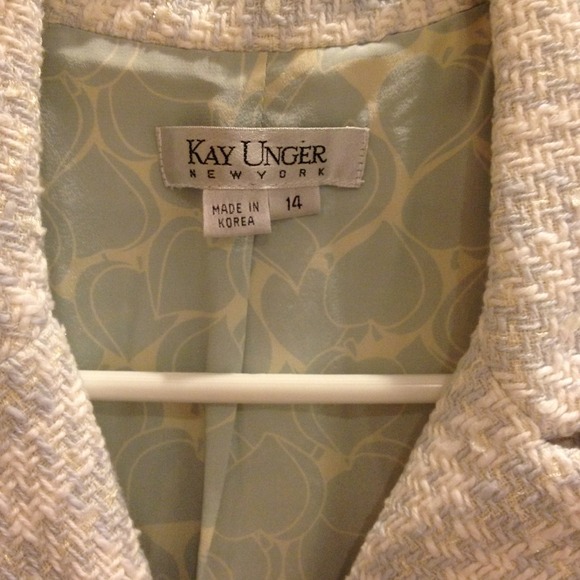 KAY UNGER
NEW YORK
MADE IN
KOREA
14